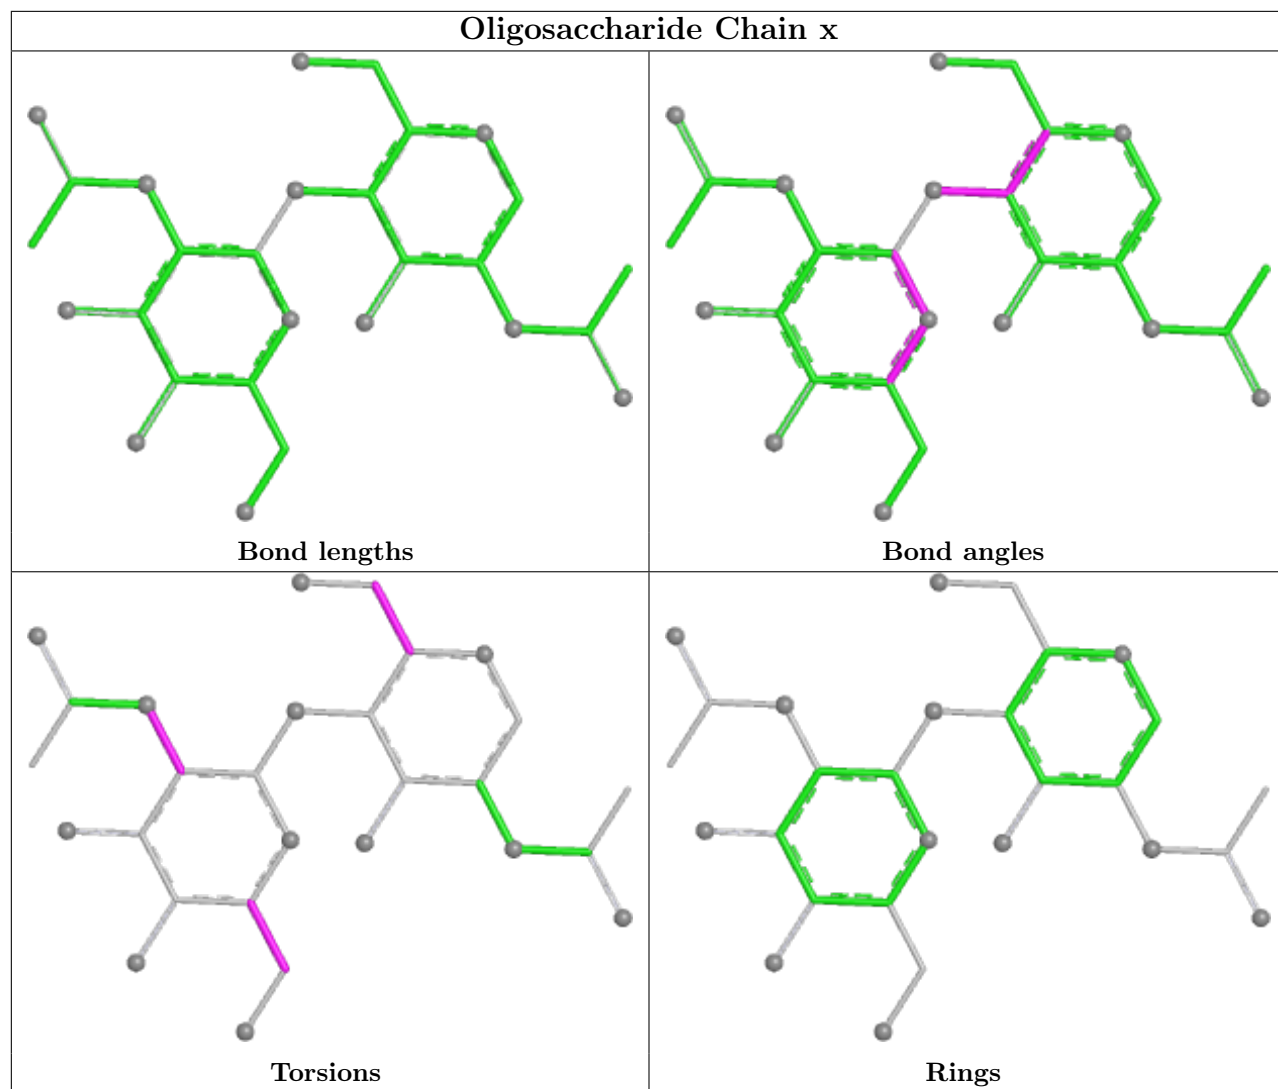 Oligosaccharide Chain x
Bond lengths
Bond angles
Torsions
Rings